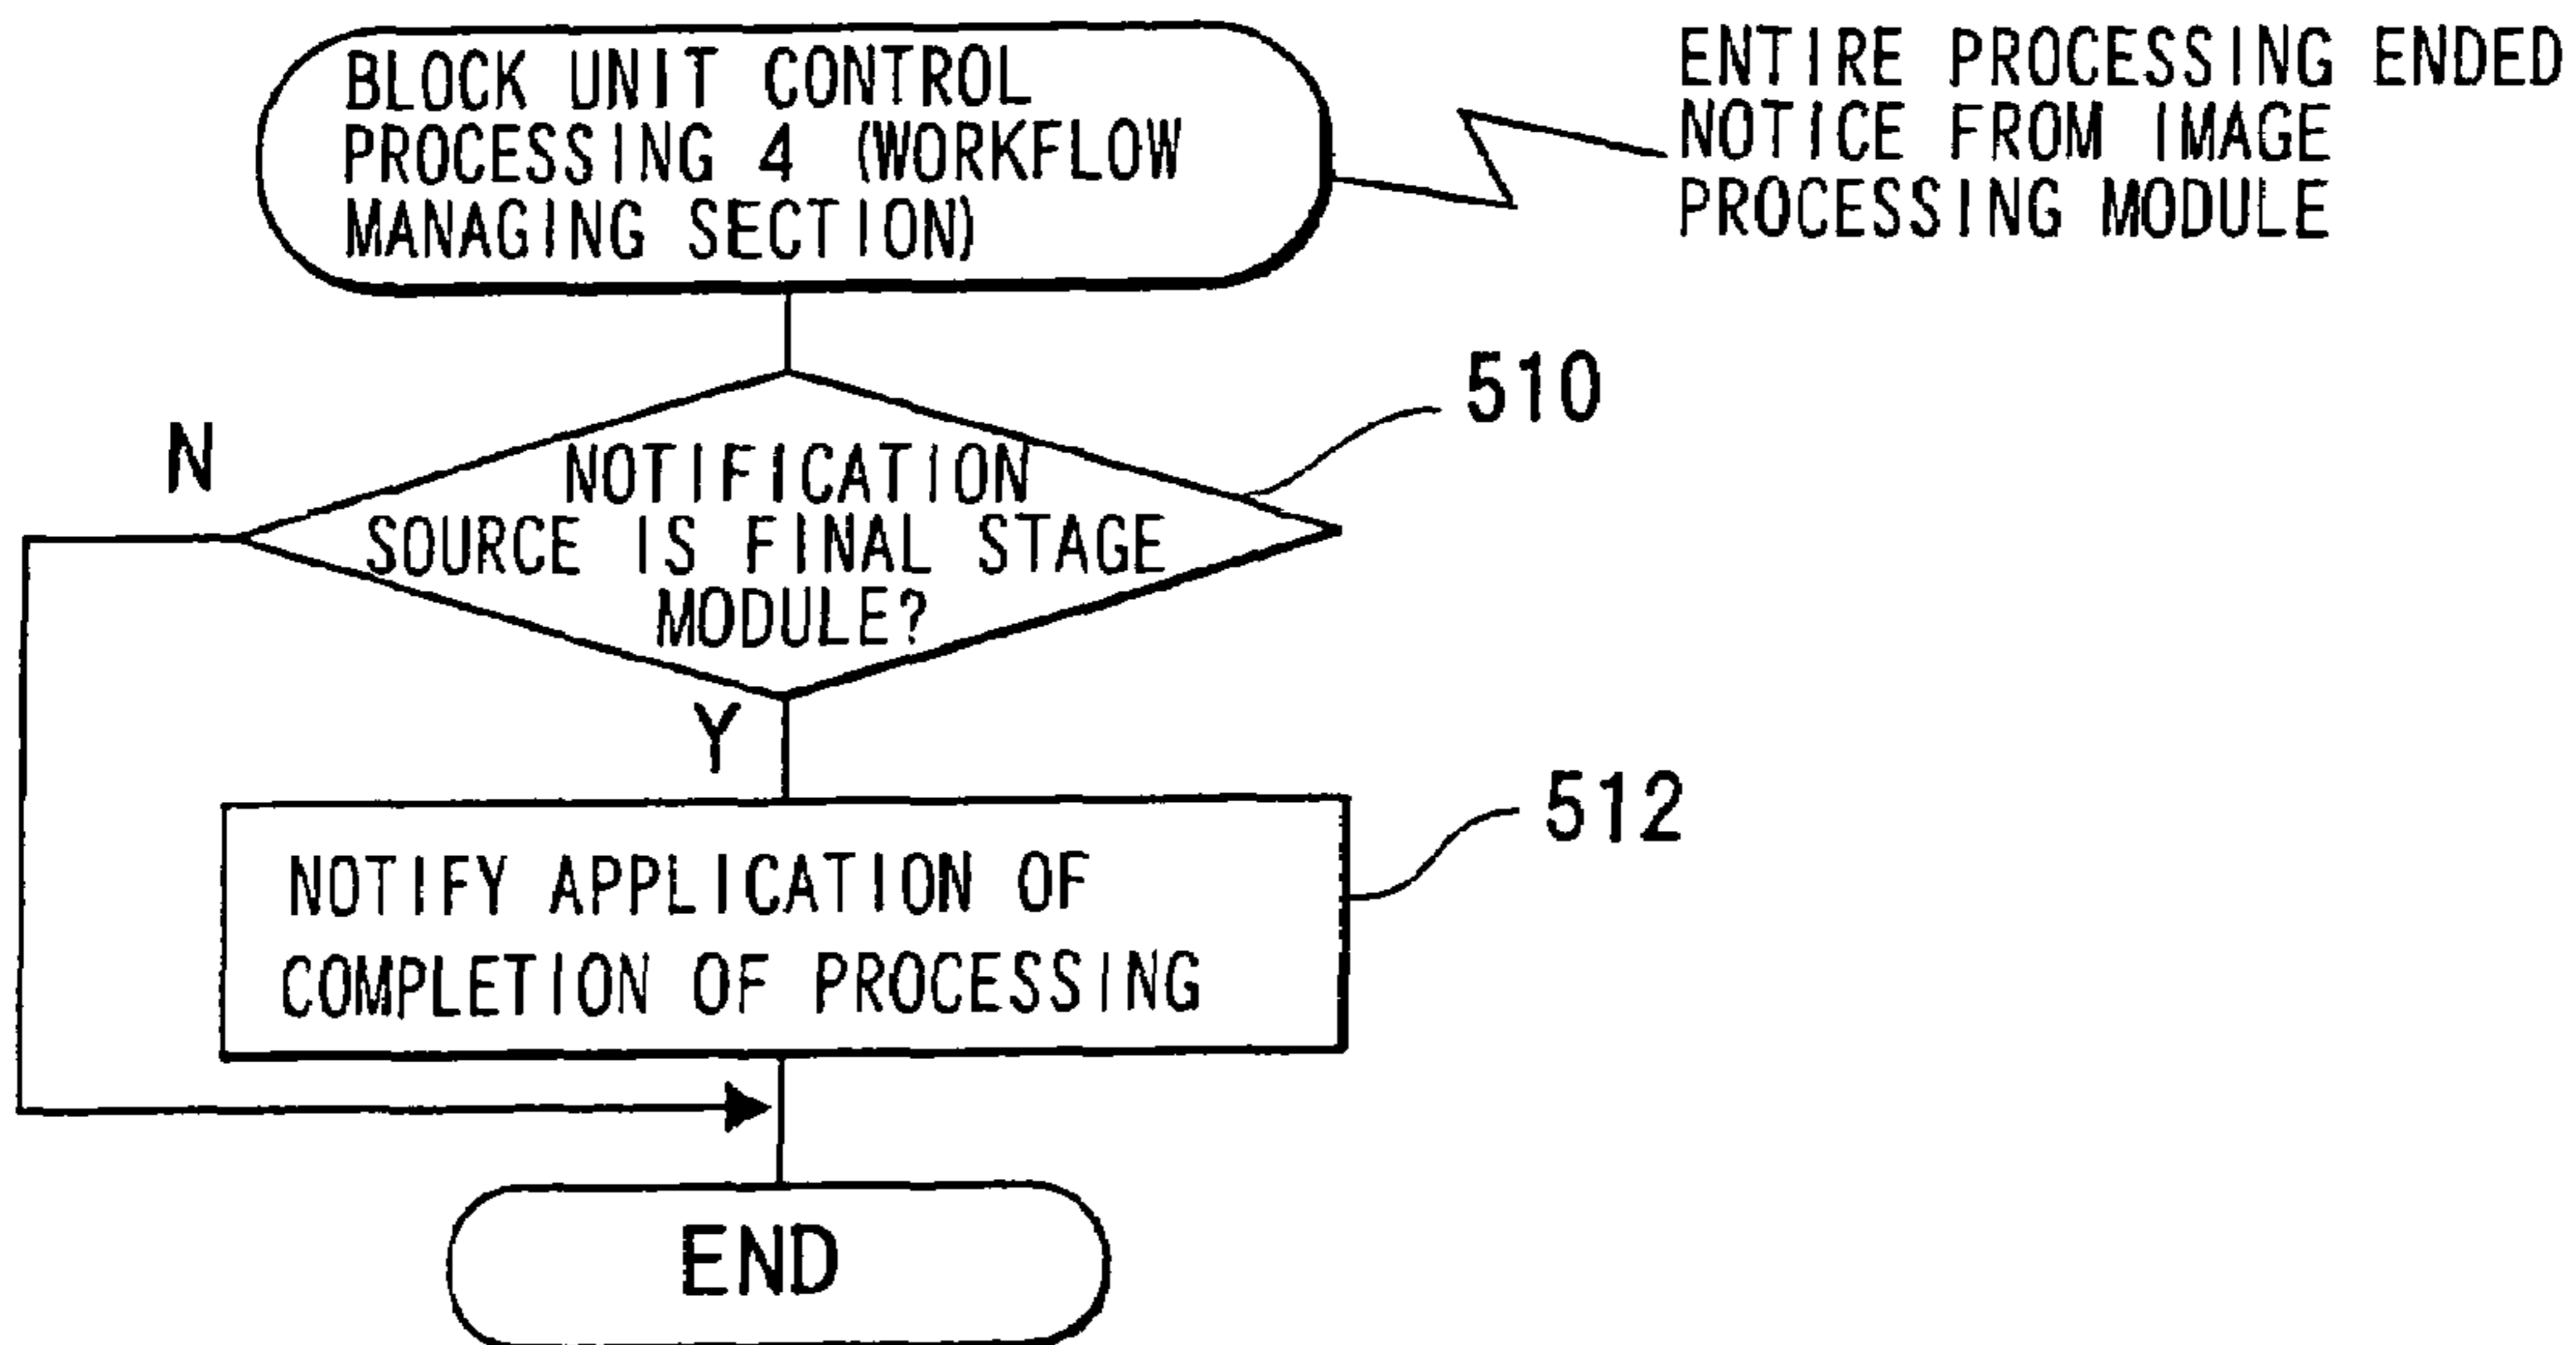 BLOCK UNIT CONTROL
PROCESSING 4 (WORKFLOW
MANAGING SECTION)
ENTIRE PROCESSING ENDED
NOTICE FROM IMAGE
PROCESSING MODULE
510
N
NOTIFICATION
SOURCE IS FINAL STAGE
MODULE?
Y
512
NOTIFY APPLICATION OF
COMPLETION OF PROCESSING
END